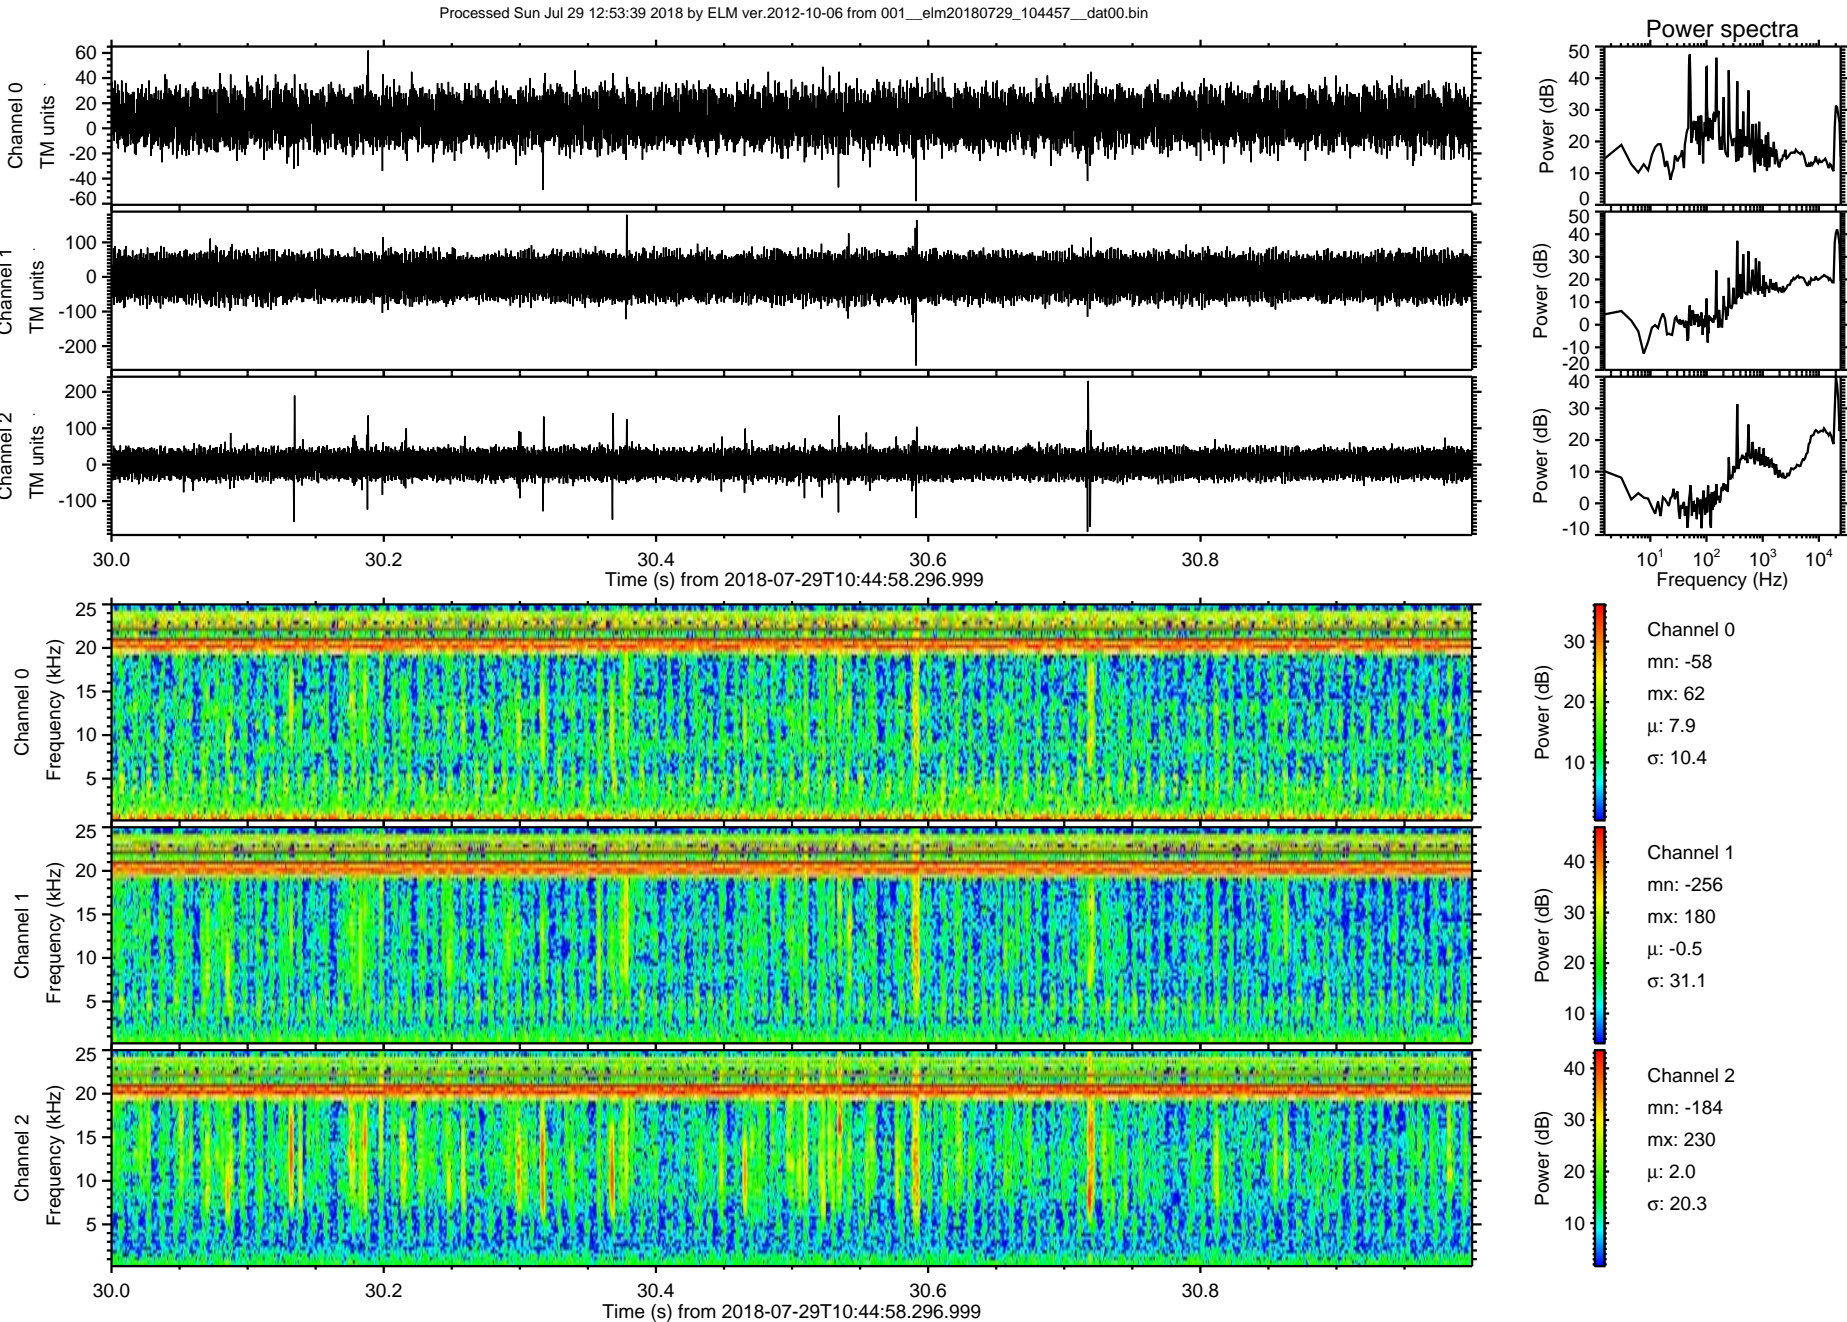 Processed Sun Jul 29 12:53:39 2018 by ELM ver.2012-10-06 from 001__elm20180729_104457__dat00.bin
Power spectra
Channel 0
TM units
60
40
20
0
-20
-40
-60
Power (dB)
50
40
30
20
10
0
Channel 1
TM units
100
0
-100
-200
Power (dB)
50
40
30
20
10
0
-10
-20
Channel 2
TM units
200
100
0
-100
Power (dB)
40
30
20
10
0
-10
30.0 30.2 30.4 30.6 30.8
Time (s) from 2018-07-29T10:44:58.296.999
10¹ 10² 10³ 10⁴
Frequency (Hz)
Channel 0
Frequency (kHz)
25
20
15
10
5
Power (dB)
30
20
10
Channel 0
mn: -58
mx: 62
μ: 7.9
σ: 10.4
Channel 1
Frequency (kHz)
25
20
15
10
5
Power (dB)
40
30
20
10
Channel 1
mn: -256
mx: 180
μ: -0.5
σ: 31.1
Channel 2
Frequency (kHz)
25
20
15
10
5
Power (dB)
40
30
20
10
Channel 2
mn: -184
mx: 230
μ: 2.0
σ: 20.3
30.0 30.2 30.4 30.6 30.8
Time (s) from 2018-07-29T10:44:58.296.999